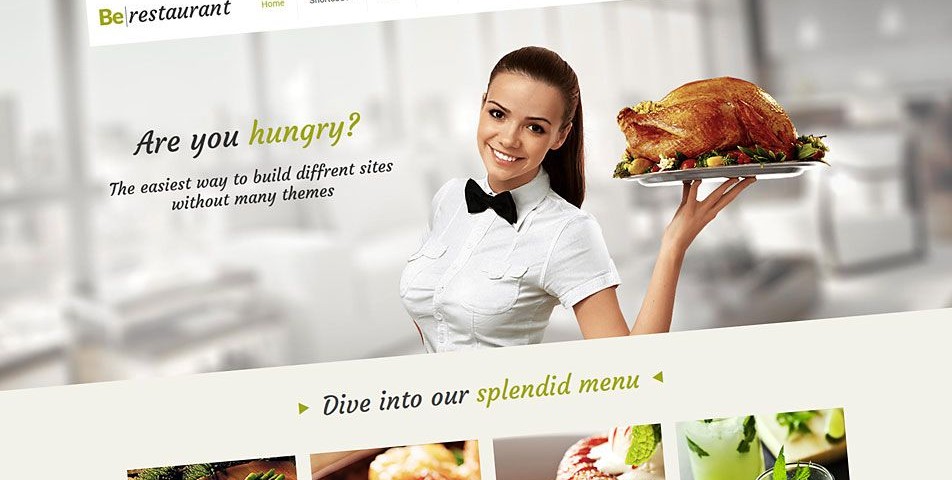 Be|restaurant
Home
Are you hungry?
The easiest way to build diffrent sites
without many themes
Dive into our splendid menu